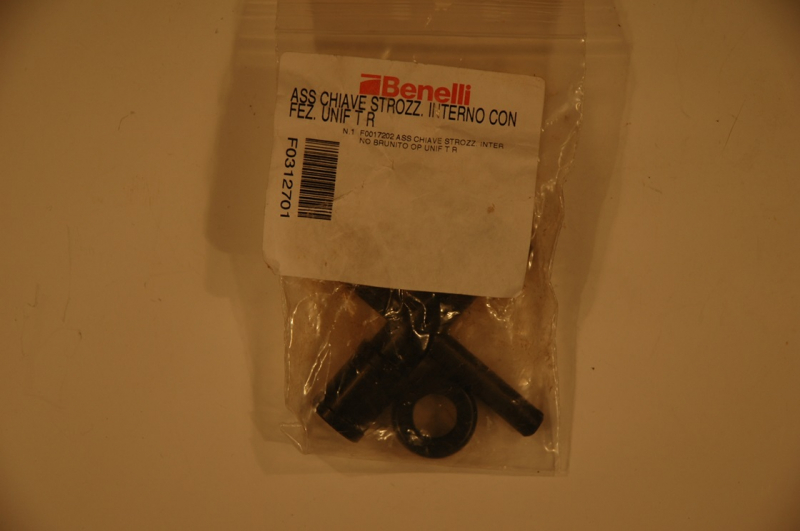 Benelli
ASS CHIAVE STROZZ. INTERNO CON
FEZ. UNIF T R
N.1 F0017202 ASS CHIAVE STROZZ. INTER
NO BRUNITO OP UNIF T R
F0312701